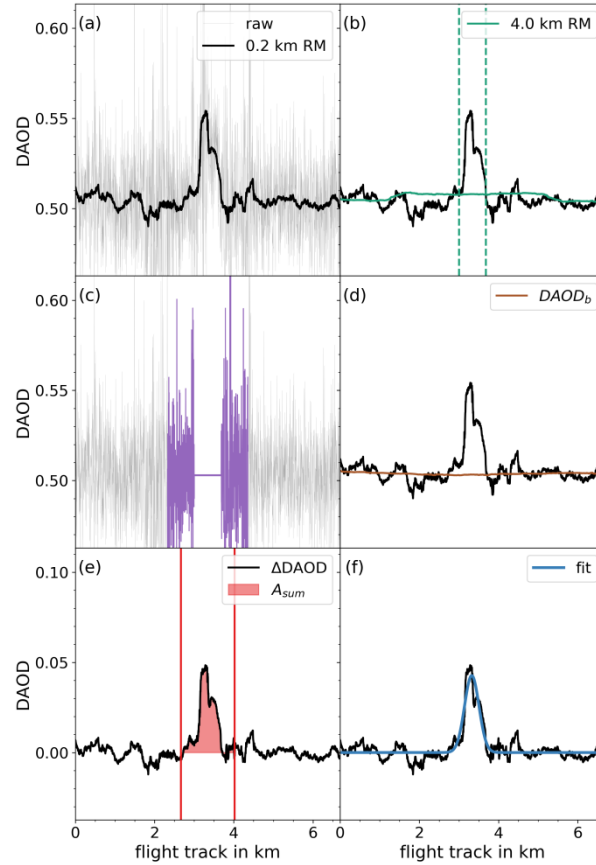 (a)
raw
0.2 km RM
0.60
0.55
0.50
DAOD
(b)
4.0 km RM
(c)
0.60
0.55
0.50
DAOD
(d)
DAOD_b
(e)
ΔDAOD
A_sum
0.10
0.05
0.00
DAOD
0 2 4 6
flight track in km
(f)
fit
0 2 4 6
flight track in km